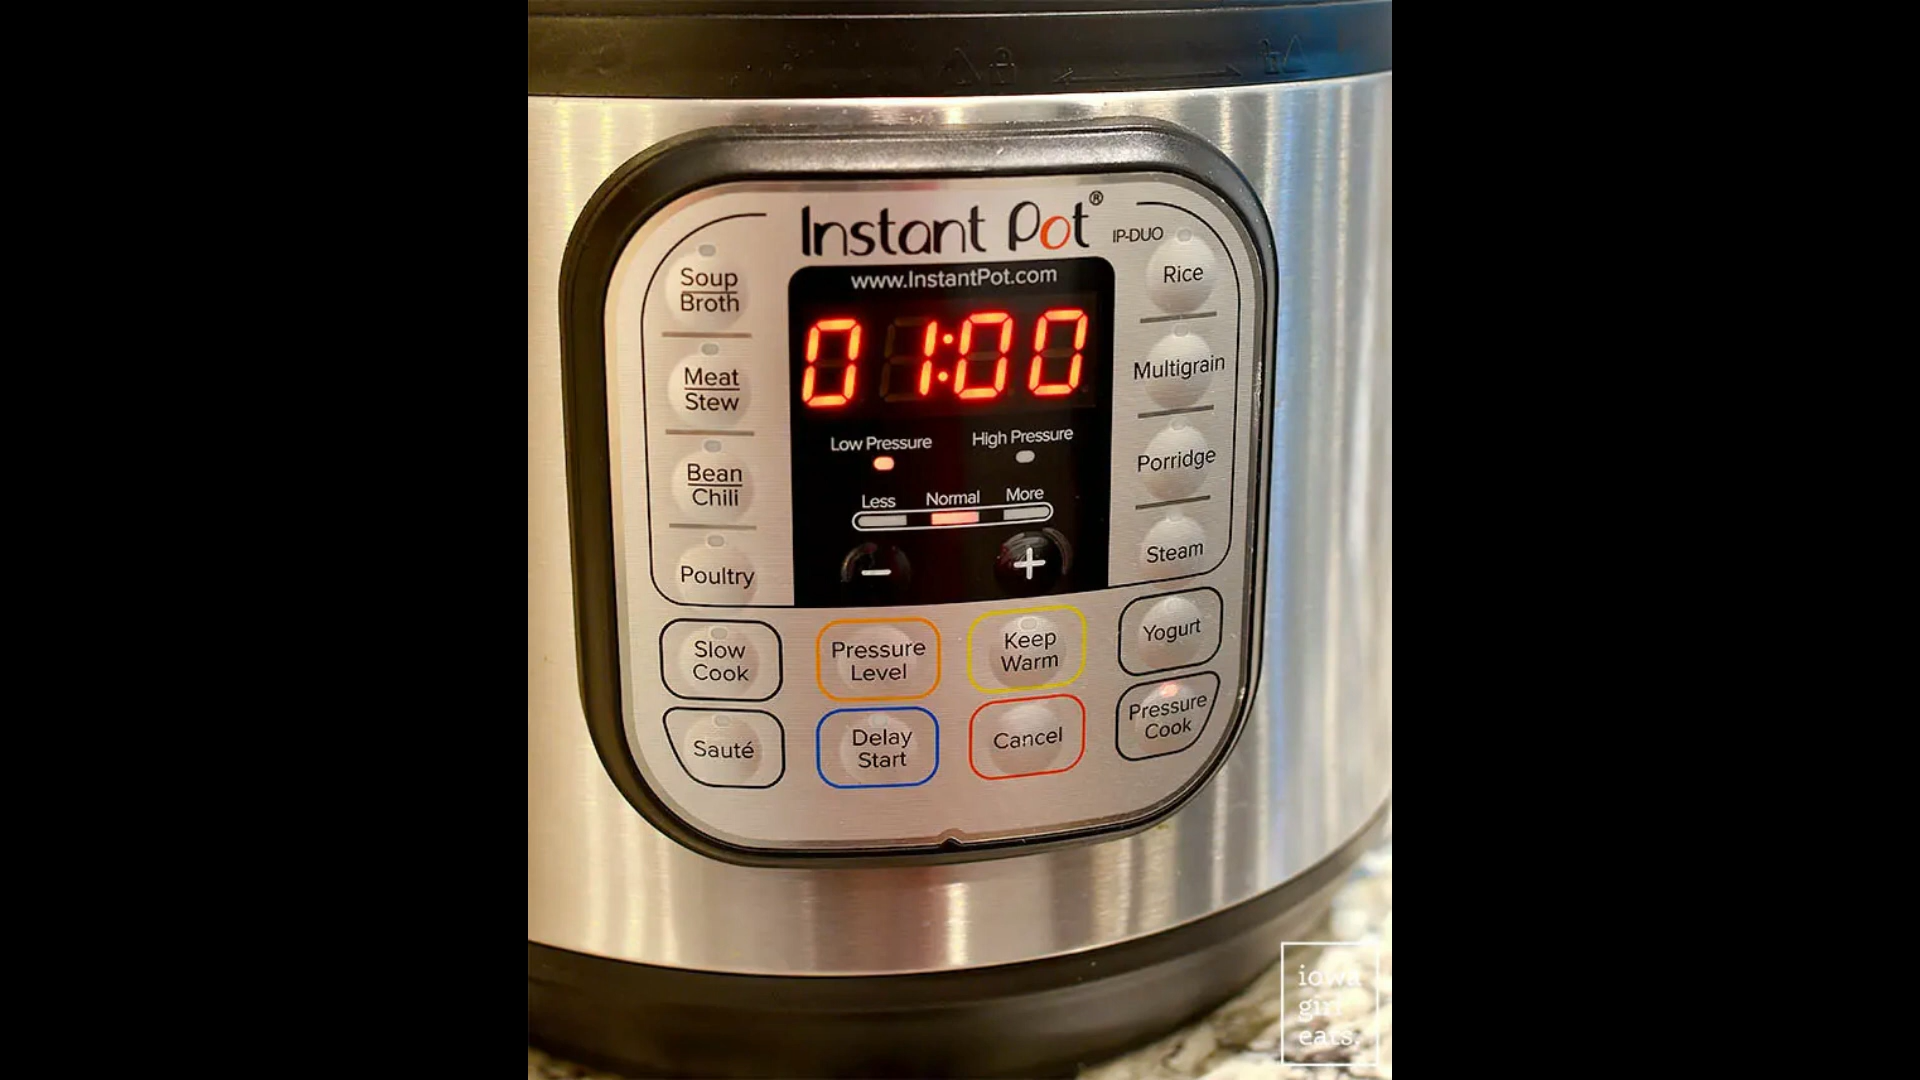 Instant Pot®
IP-DUO
www.InstantPot.com
01:00
Low Pressure
High Pressure
Less
Normal
More
−
+
Soup
Broth
Meat
Stew
Bean
Chili
Poultry
Rice
Multigrain
Porridge
Steam
Slow
Cook
Pressure
Level
Keep
Warm
Yogurt
Sauté
Delay
Start
Cancel
Pressure
Cook
iowa
girl
eats.